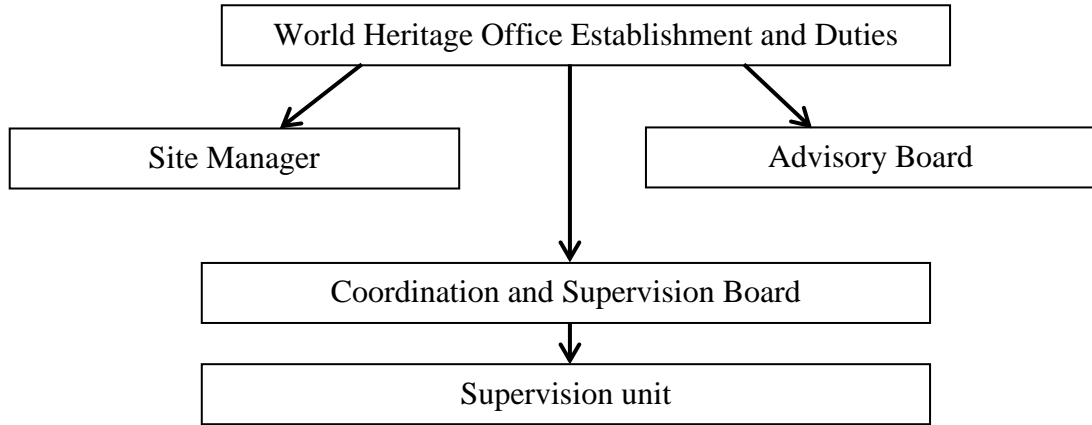 World Heritage Office Establishment and Duties
Site Manager
Advisory Board
Coordination and Supervision Board
Supervision unit